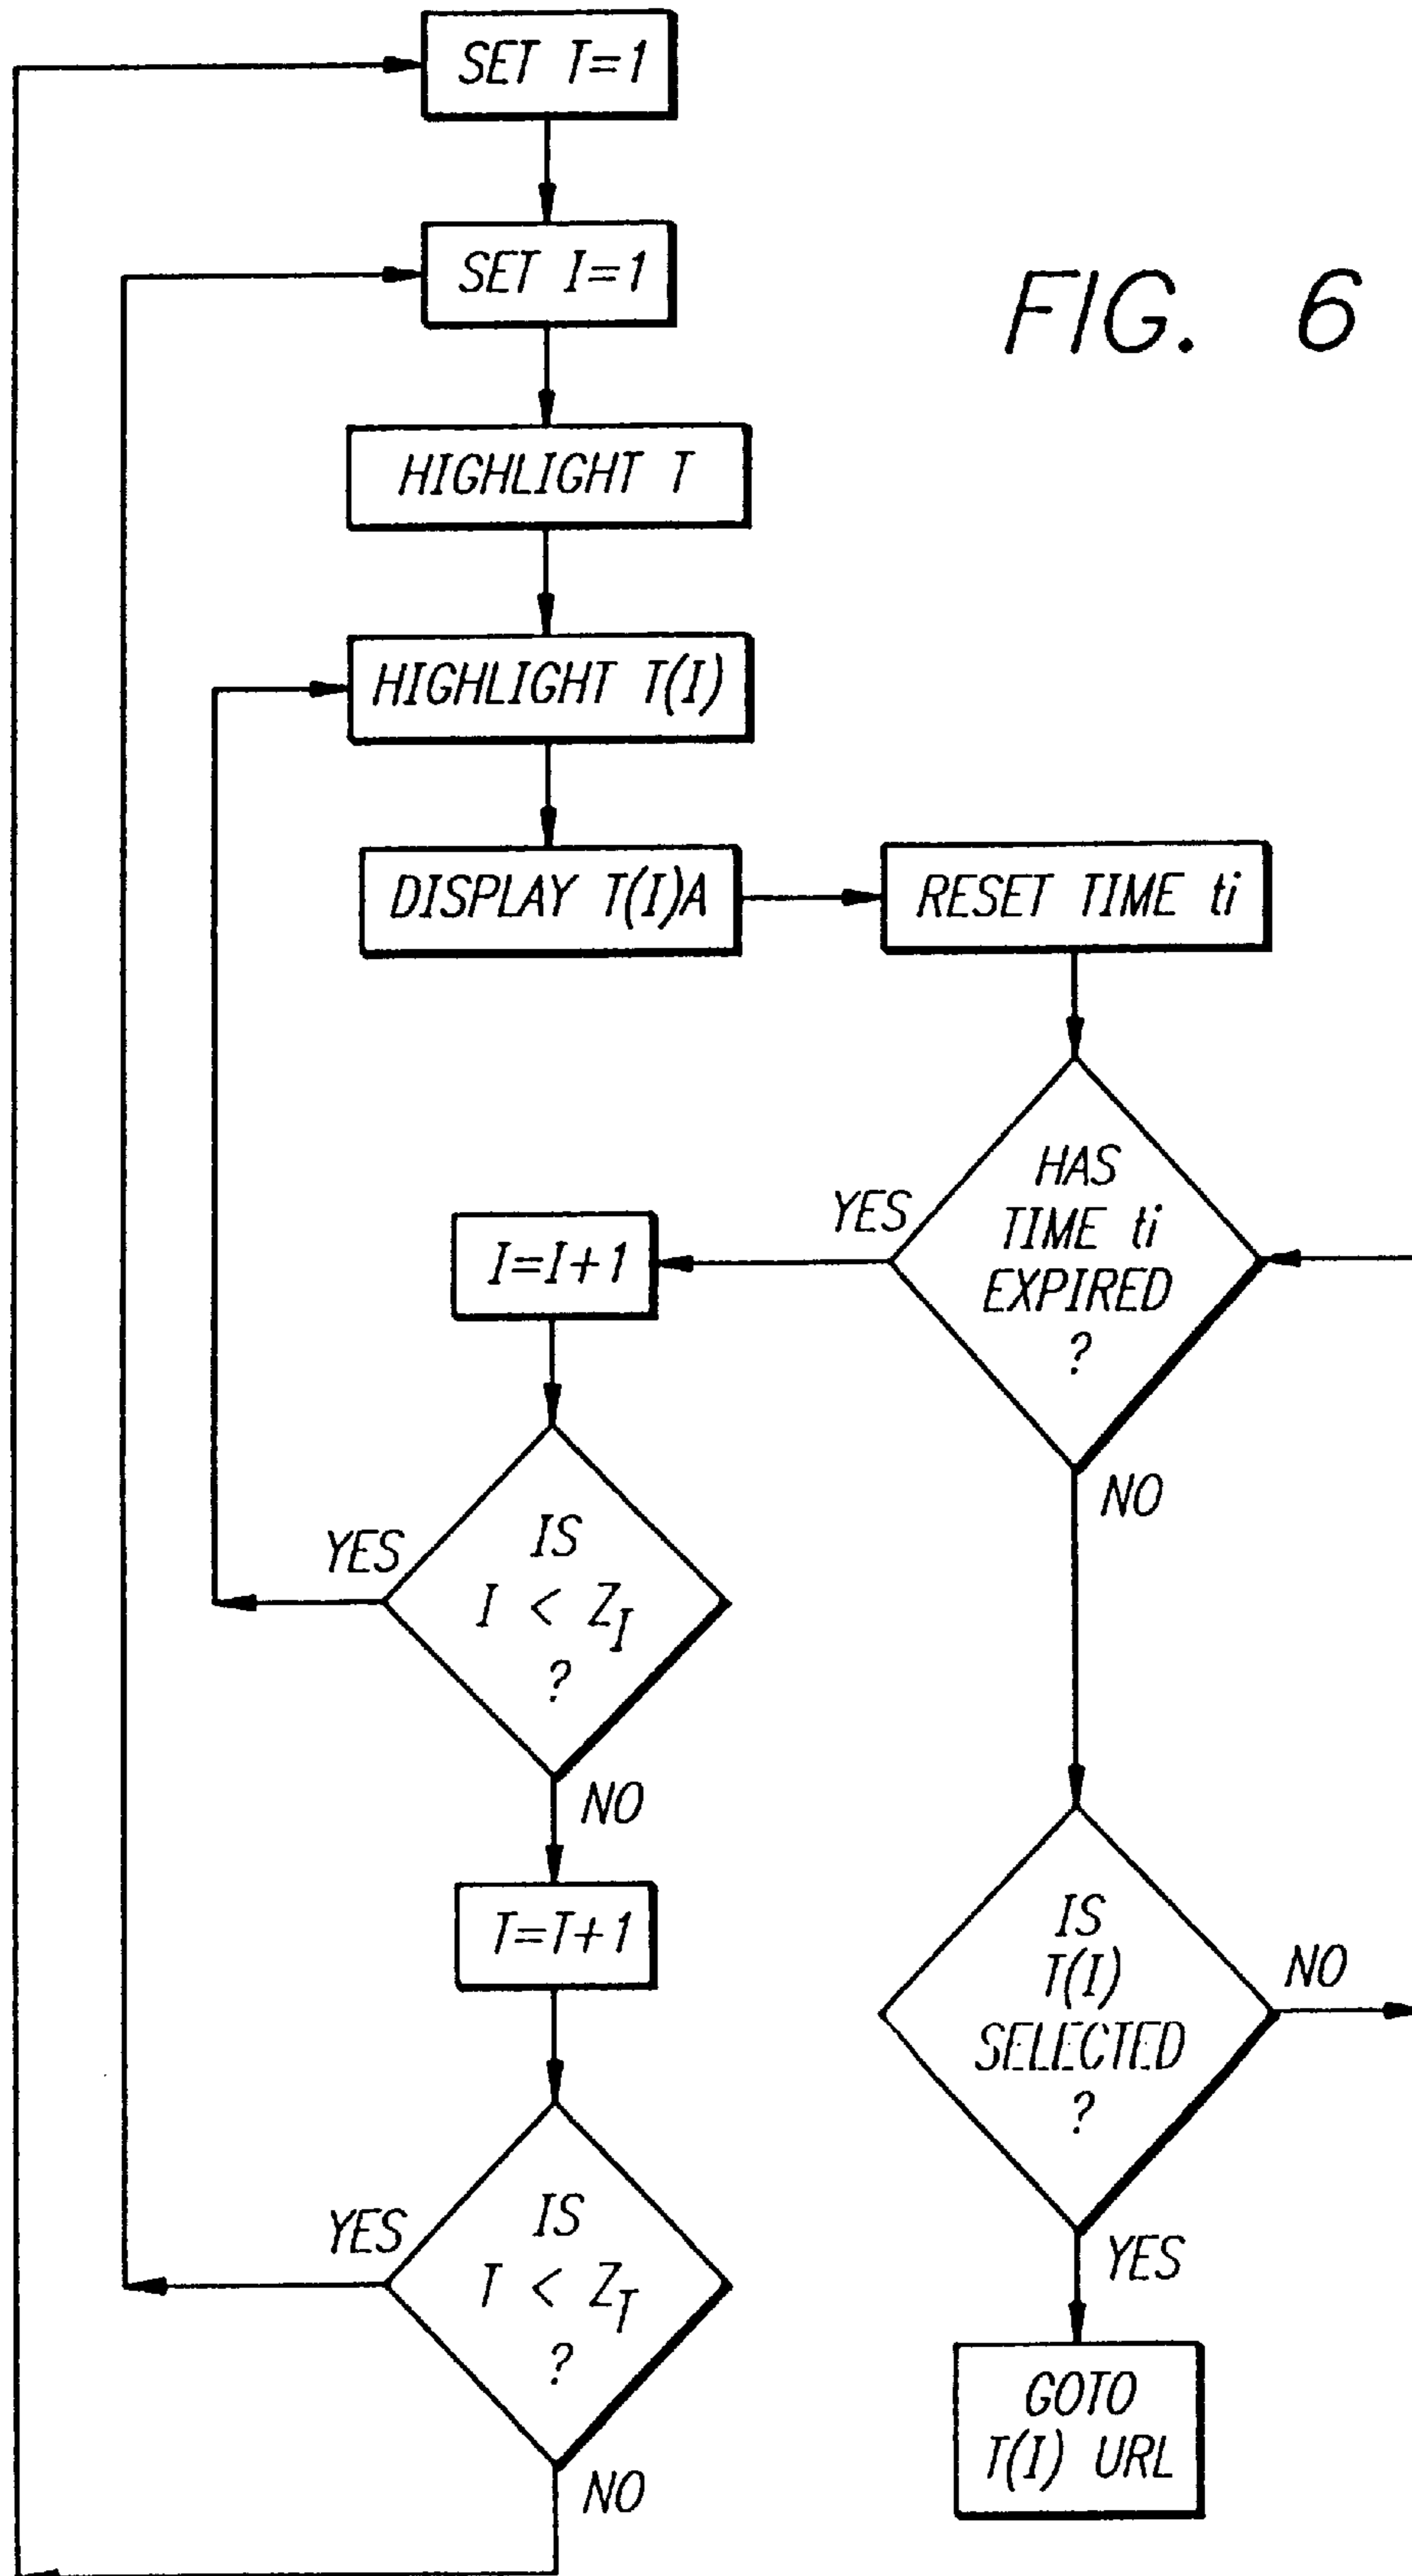 SET T=1
SET I=1
FIG. 6
HIGHLIGHT T
HIGHLIGHT T(I)
DISPLAY T(I)A
RESET TIME ti
HAS
TIME ti
EXPIRED
?
YES
NO
I=I+1
IS
I < Z_I
?
YES
NO
T=T+1
IS
T(I)
SELECTED
?
NO
YES
IS
T < Z_T
?
YES
NO
GOTO
T(I) URL